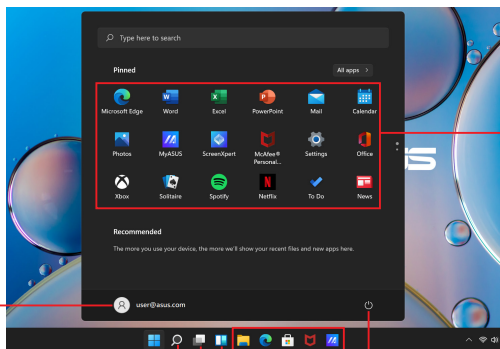 Type here to search
Pinned
All apps >
Microsoft Edge Word Excel PowerPoint Mail Calendar
Photos MyASUS ScreenXpert McAfee® Personal... Settings Office
Xbox Solitaire Spotify Netflix To Do News
Recommended
The more you use your device, the more we'll show your recent files and new apps here.
user@asus.com